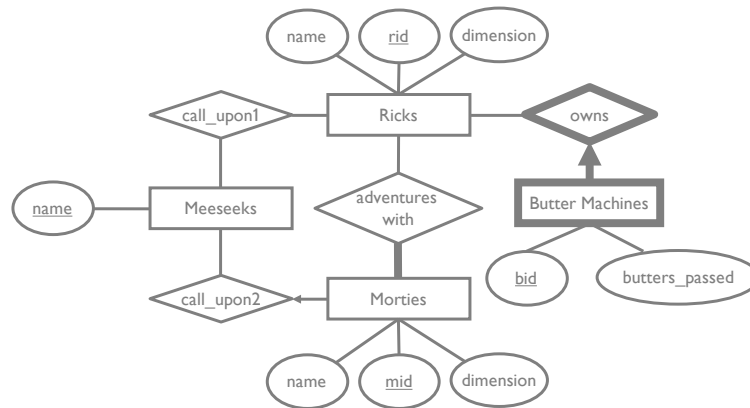 name
rid
dimension
call_upon1
Ricks
owns
name
Meeseeks
adventures
with
Butter Machines
call_upon2
Morties
bid
butters_passed
name
mid
dimension